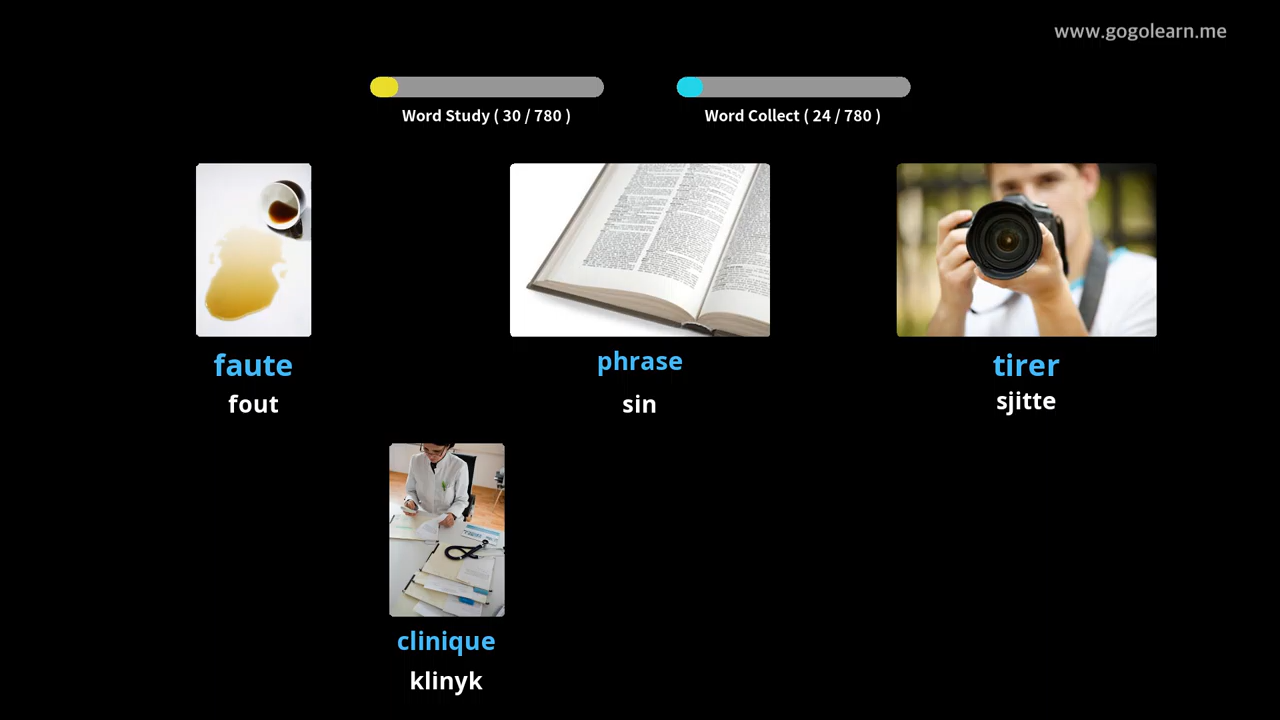 www.gogolearn.me
Word Study ( 30 / 780 )
Word Collect ( 24 / 780 )
faute
fout
phrase
sin
tirer
sjitte
clinique
klinyk